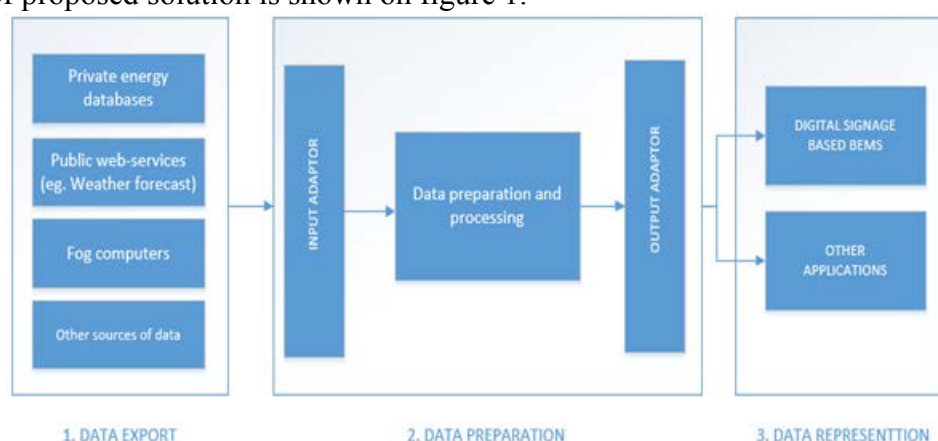 of proposed solution is shown on figure 1.
Private energy
databases
Public web-services
(eg. Weather forecast)
Fog computers
Other sources of data
INPUT ADAPTOR
Data preparation and
processing
OUTPUT ADAPTOR
DIGITAL SIGNAGE
BASED BEMS
OTHER
APPLICATIONS
1. DATA EXPORT
2. DATA PREPARATION
3. DATA REPRESENTTION